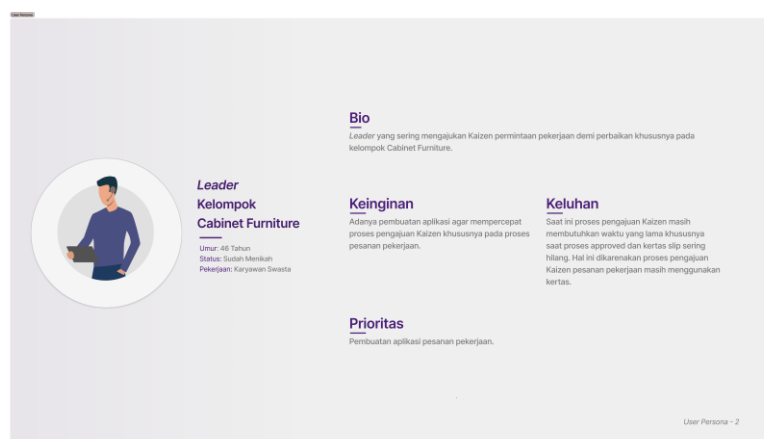 User Persona
Bio
Leader yang sering mengajukan Kaizen permintaan pekerjaan demi perbaikan khususnya pada
kelompok Cabinet Furniture.
Leader
Kelompok
Cabinet Furniture
Umur: 46 Tahun
Status: Sudah Menikah
Pekerjaan: Karyawan Swasta
Keinginan
Adanya pembuatan aplikasi agar mempercepat
proses pengajuan Kaizen khususnya pada proses
pesanan pekerjaan.
Keluhan
Saat ini proses pengajuan Kaizen masih
membutuhkan waktu yang lama khususnya
saat proses approved dan kertas slip sering
hilang. Hal ini dikarenakan proses pengajuan
Kaizen pesanan pekerjaan masih menggunakan
kertas.
Prioritas
Pembuatan aplikasi pesanan pekerjaan.
User Persona - 2